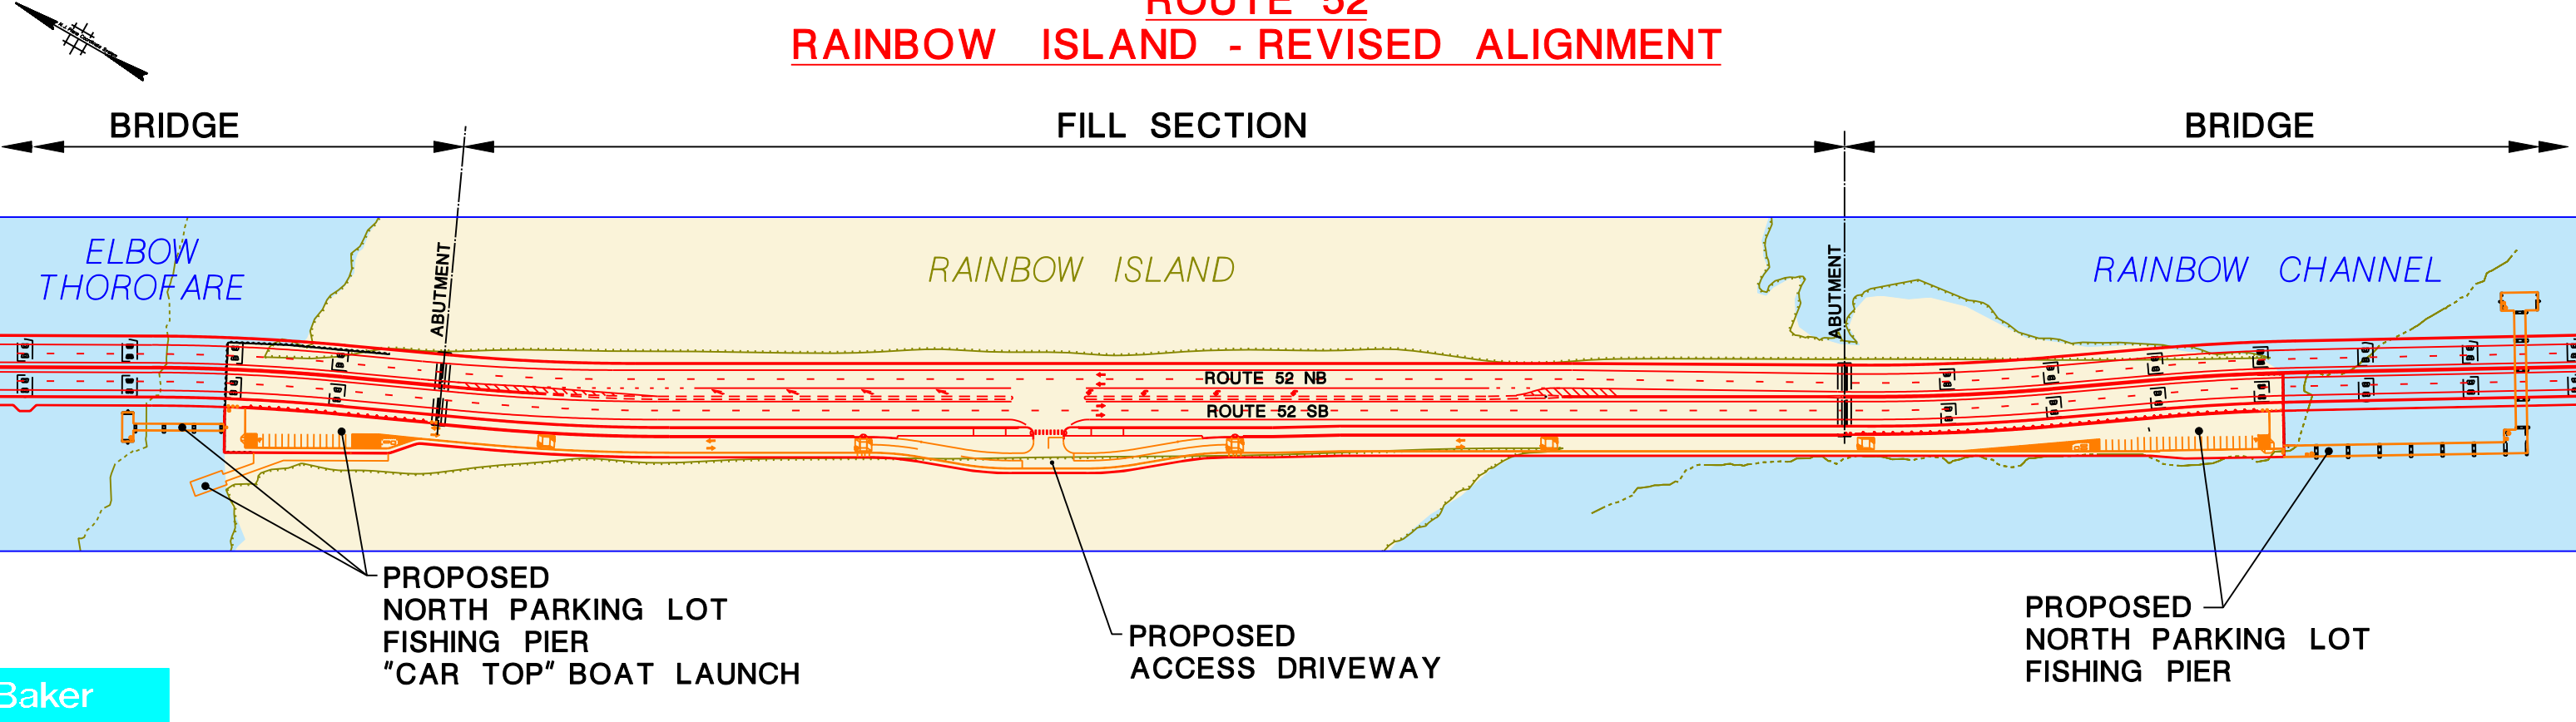 ROUTE 52
RAINBOW ISLAND - REVISED ALIGNMENT
BRIDGE
FILL SECTION
BRIDGE
ELBOW
THOROFARE
ABUTMENT
RAINBOW ISLAND
ABUTMENT
RAINBOW CHANNEL
ROUTE 52 NB
ROUTE 52 SB
PROPOSED
NORTH PARKING LOT
FISHING PIER
"CAR TOP" BOAT LAUNCH
PROPOSED
ACCESS DRIVEWAY
PROPOSED
NORTH PARKING LOT
FISHING PIER
Baker